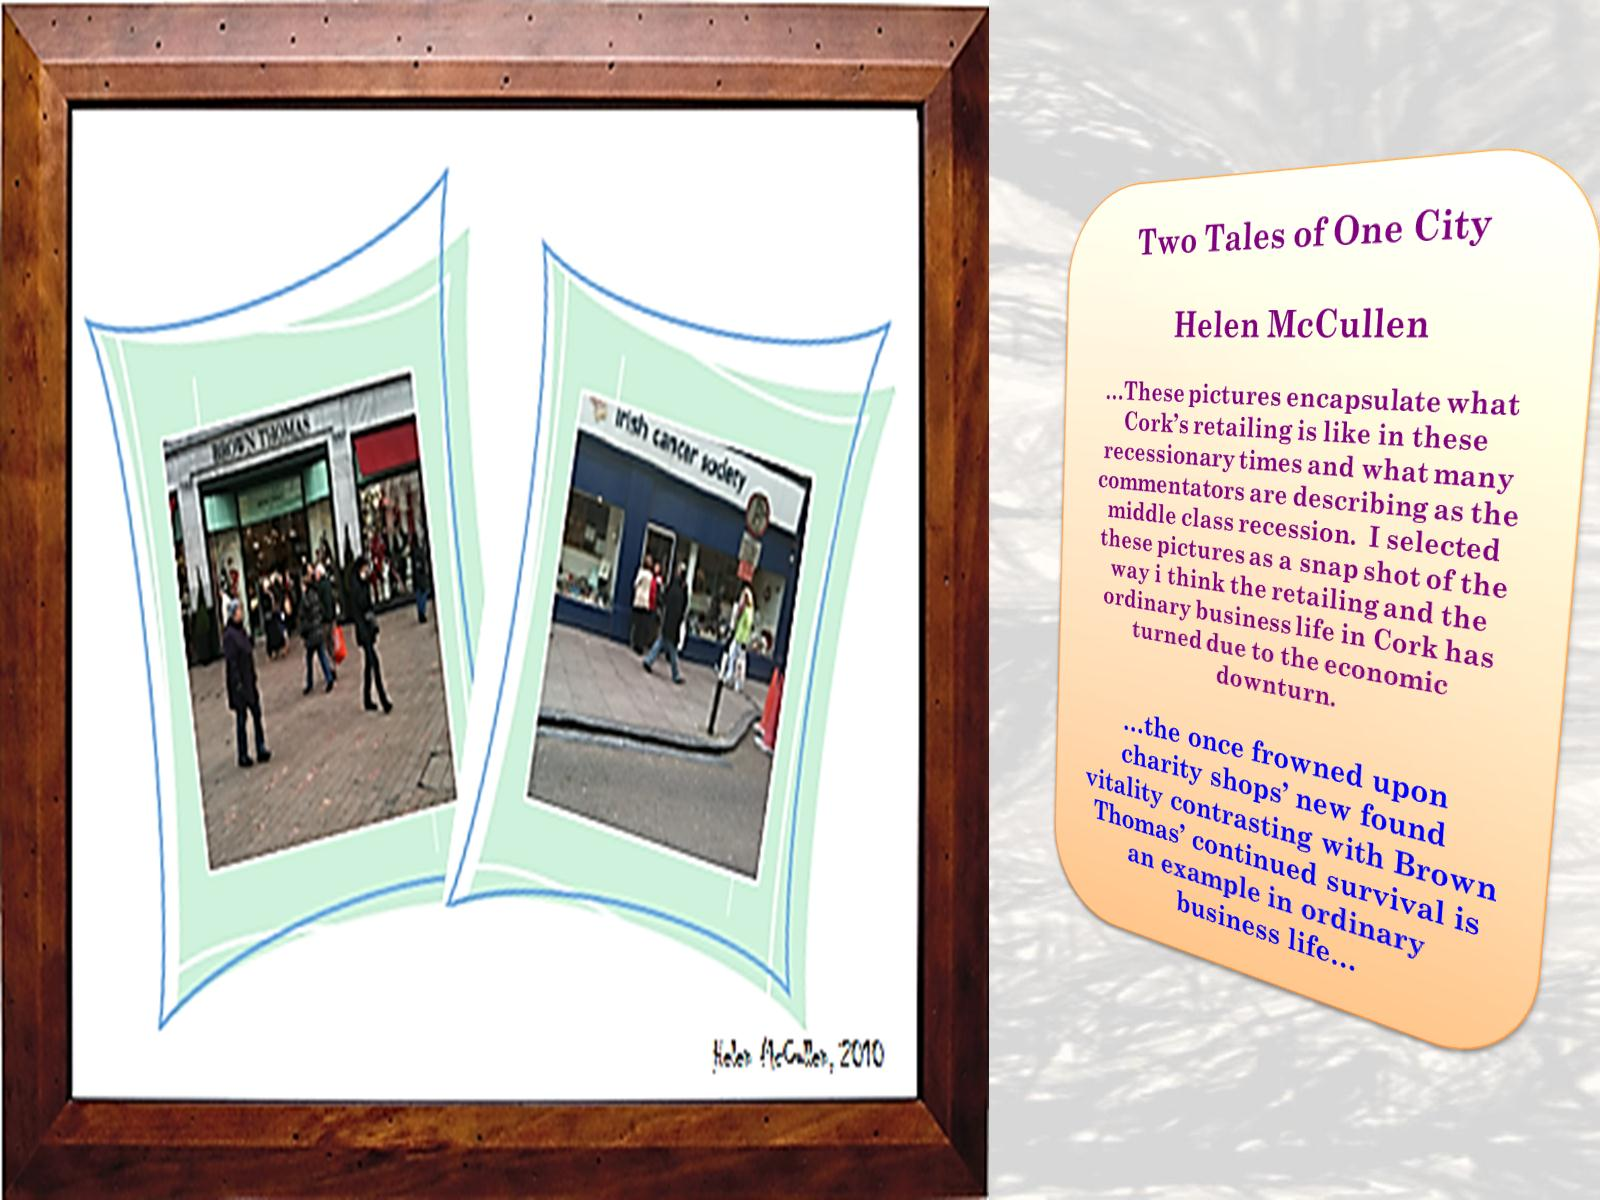 BROWN THOMAS
Irish cancer society
Helen McCullen, 2010
Two Tales of One City
Helen McCullen
...These pictures encapsulate what
Cork's retailing is like in these
recessionary times and what many
commentators are describing as the
middle class recession.  I selected
these pictures as a snap shot of the
way i think the retailing and the
ordinary business life in Cork has
turned due to the economic
downturn.
...the once frowned upon
charity shops' new found
vitality contrasting with Brown
Thomas' continued survival is
an example in ordinary
business life...